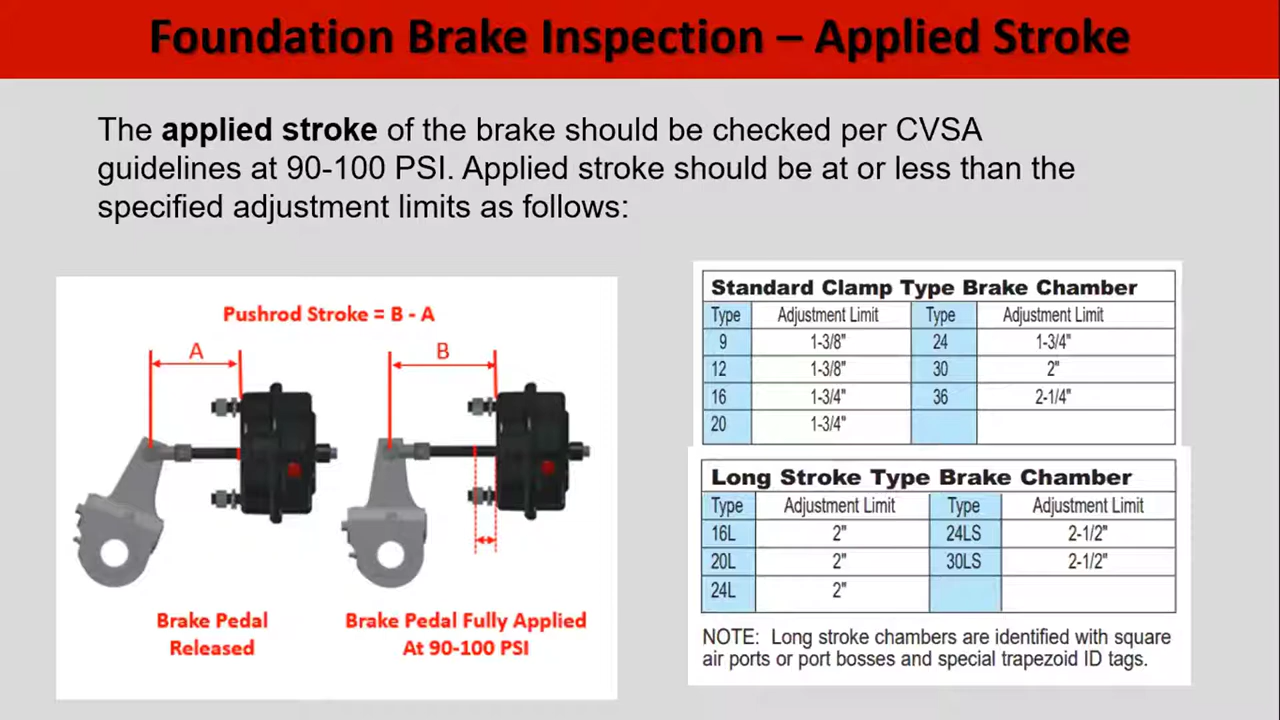 Foundation Brake Inspection – Applied Stroke
The applied stroke of the brake should be checked per CVSA
guidelines at 90-100 PSI. Applied stroke should be at or less than the
specified adjustment limits as follows:
Pushrod Stroke = B - A
A
B
Brake Pedal
Released
Brake Pedal Fully Applied
At 90-100 PSI
Standard Clamp Type Brake Chamber
Type Adjustment Limit Type Adjustment Limit
9 1-3/8" 24 1-3/4"
12 1-3/8" 30 2"
16 1-3/4" 36 2-1/4"
20 1-3/4"
Long Stroke Type Brake Chamber
Type Adjustment Limit Type Adjustment Limit
16L 2" 24LS 2-1/2"
20L 2" 30LS 2-1/2"
24L 2"
NOTE: Long stroke chambers are identified with square
air ports or port bosses and special trapezoid ID tags.